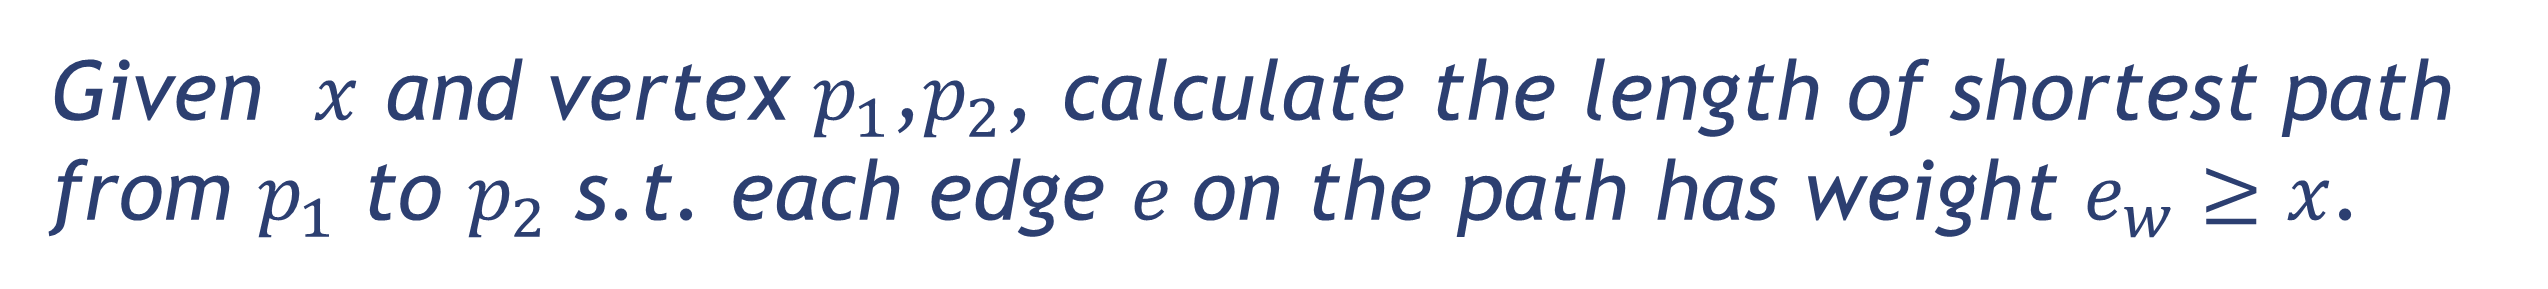 Given x and vertex p₁,p₂, calculate the length of shortest path
from p₁ to p₂ s.t. each edge e on the path has weight e_w ≥ x.